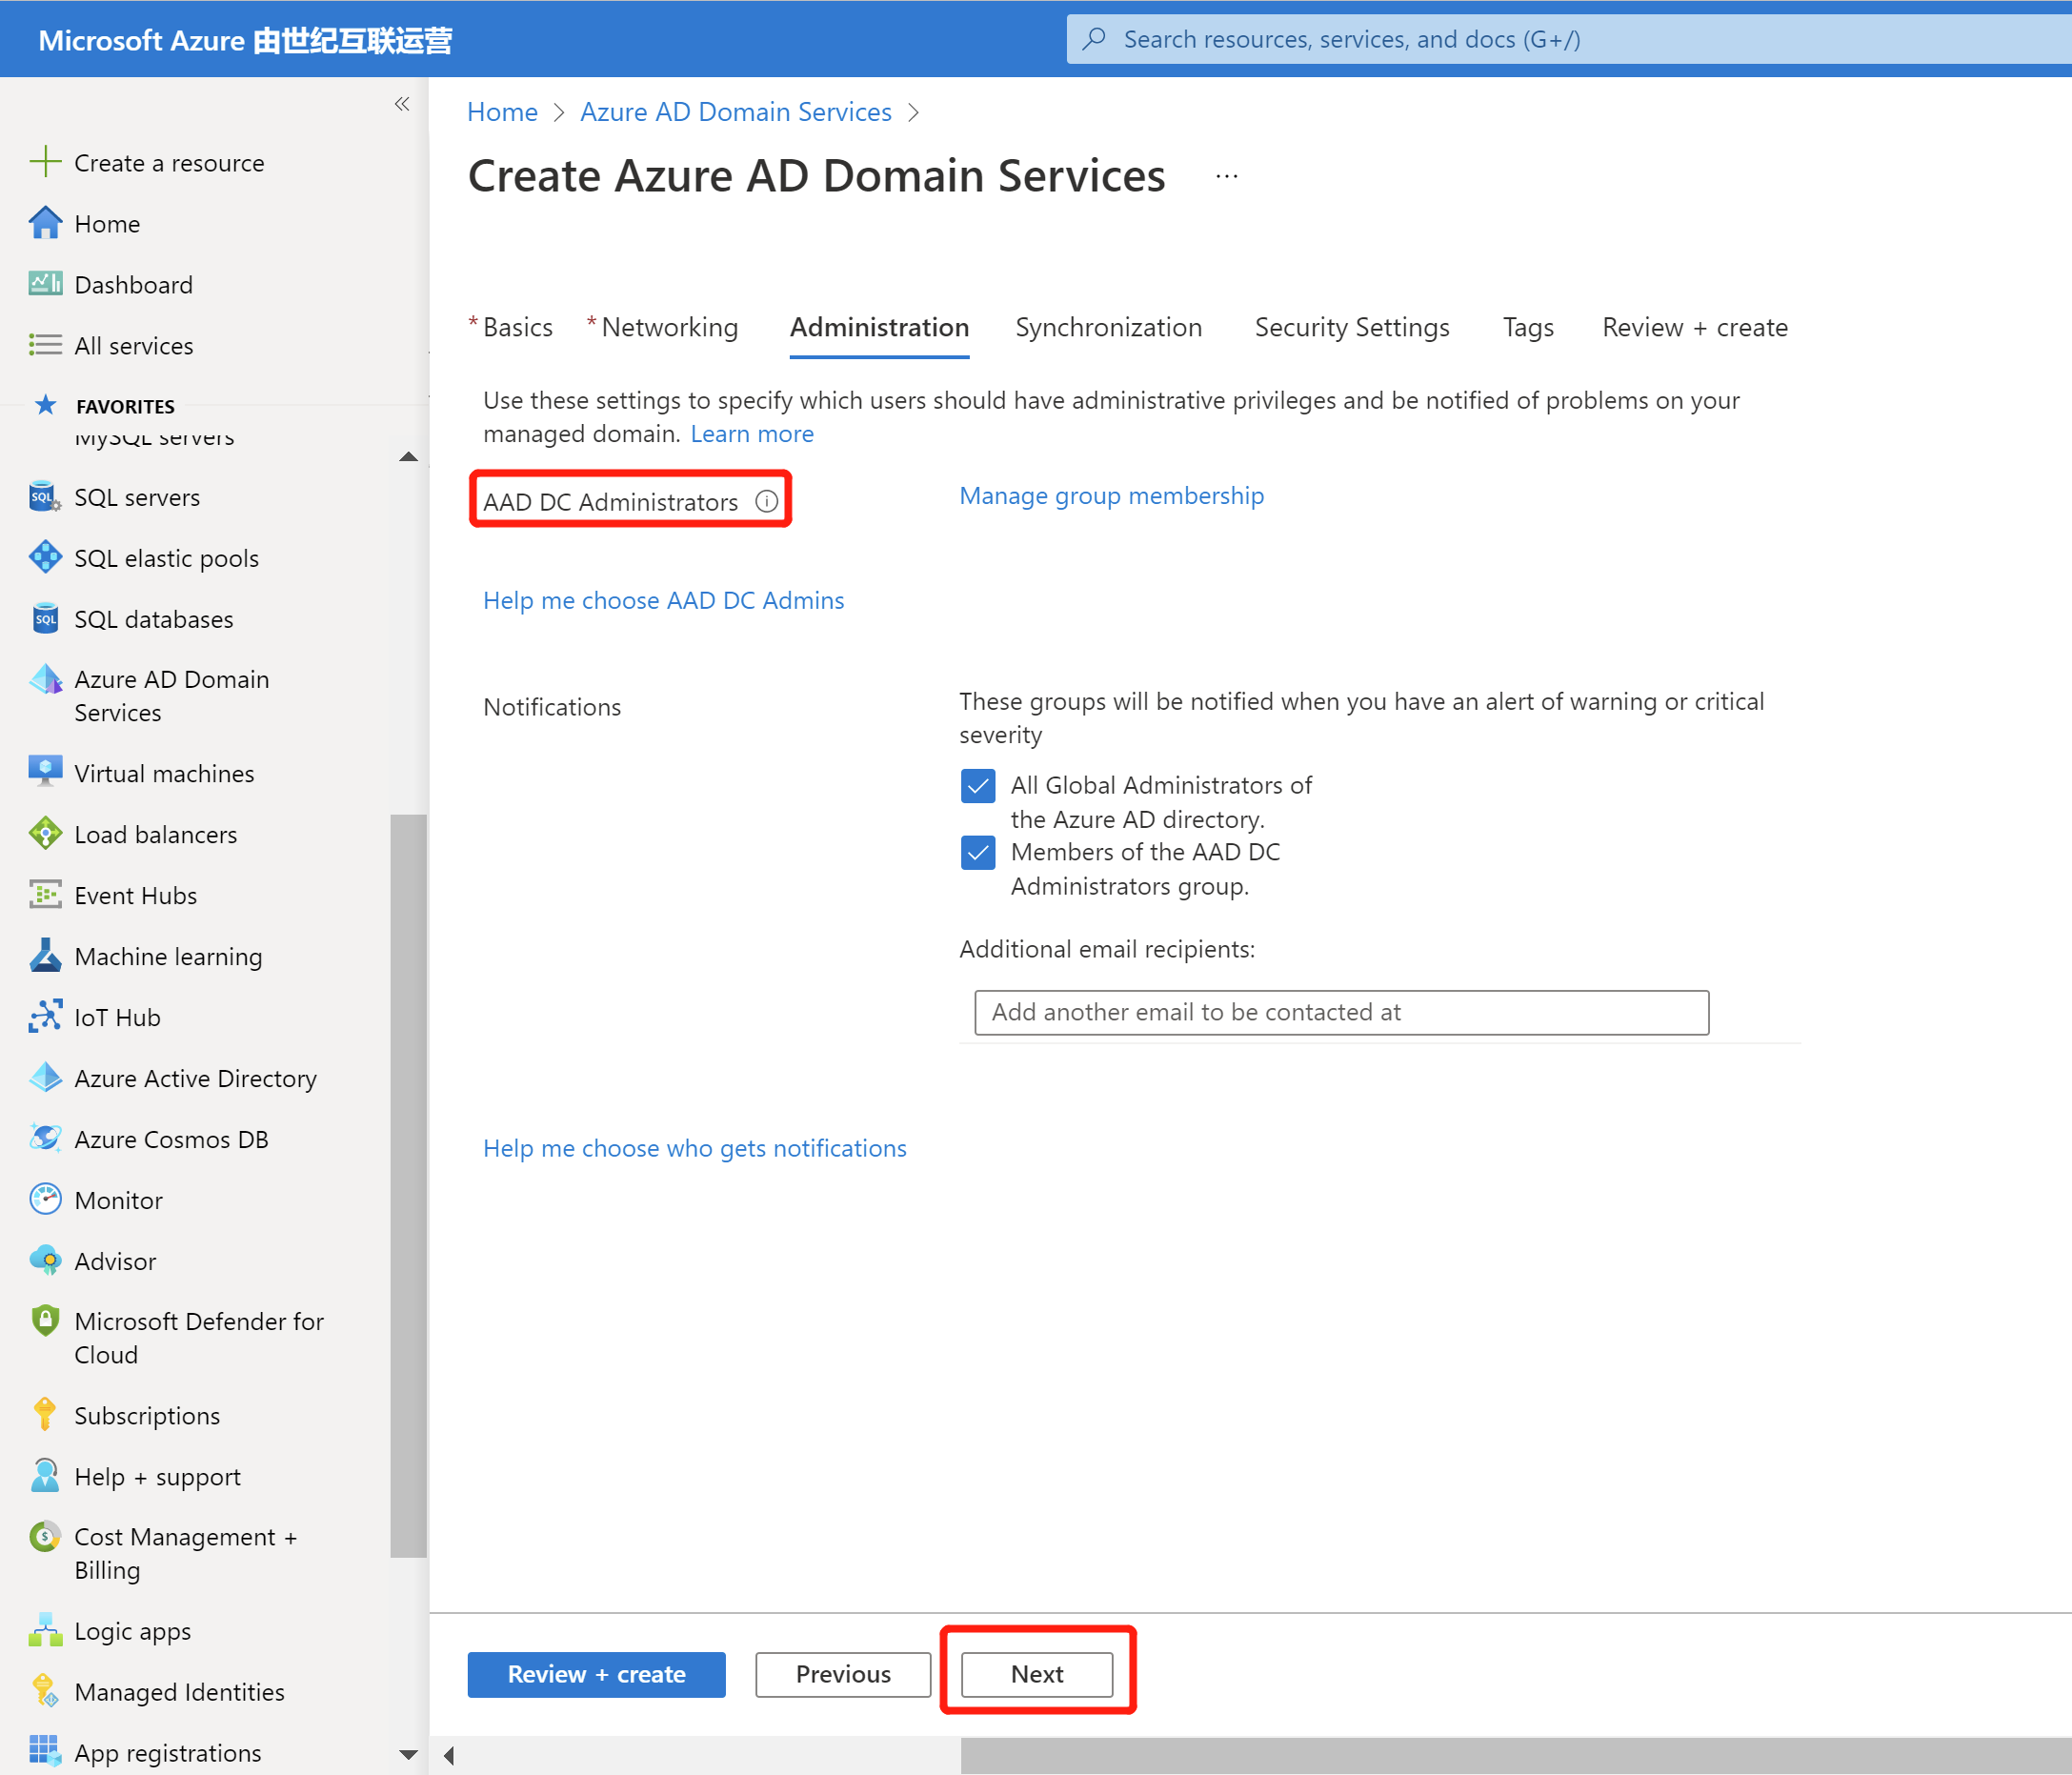 Microsoft Azure 由世纪互联运营
Search resources, services, and docs (G+/)
Create a resource
Home
Dashboard
All services
FAVORITES
MySQL servers
SQL servers
SQL elastic pools
SQL databases
Azure AD Domain
Services
Virtual machines
Load balancers
Event Hubs
Machine learning
IoT Hub
Azure Active Directory
Azure Cosmos DB
Monitor
Advisor
Microsoft Defender for
Cloud
Subscriptions
Help + support
Cost Management +
Billing
Logic apps
Managed Identities
App registrations
Home > Azure AD Domain Services >
Create Azure AD Domain Services ...
* Basics * Networking Administration Synchronization Security Settings Tags Review + create
Use these settings to specify which users should have administrative privileges and be notified of problems on your
managed domain. Learn more
AAD DC Administrators
Manage group membership
Help me choose AAD DC Admins
Notifications
These groups will be notified when you have an alert of warning or critical
severity
All Global Administrators of
the Azure AD directory.
Members of the AAD DC
Administrators group.
Additional email recipients:
Add another email to be contacted at
Help me choose who gets notifications
Review + create Previous Next